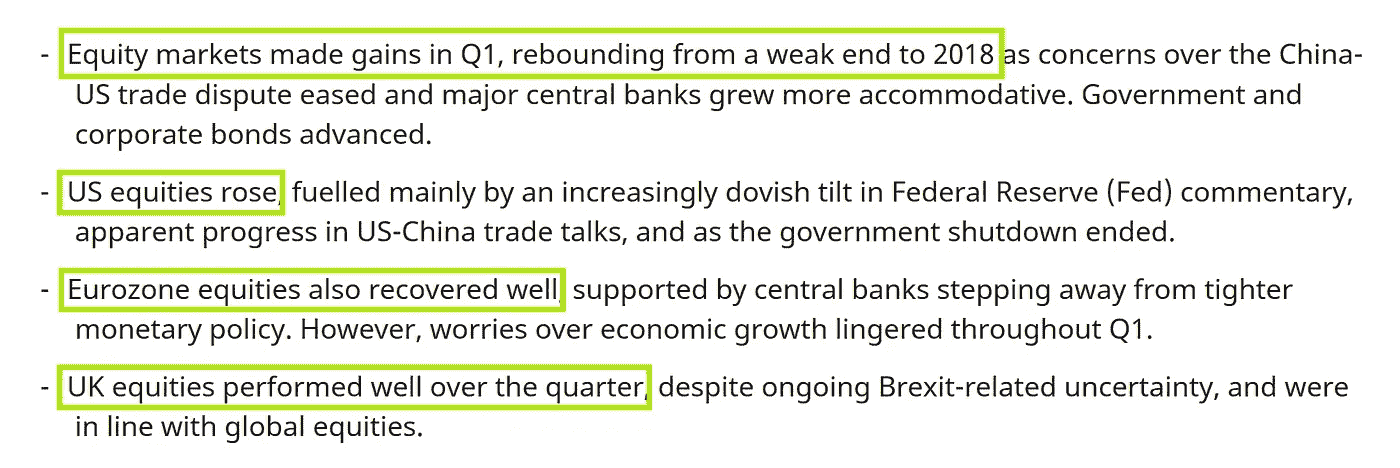 - Equity markets made gains in Q1, rebounding from a weak end to 2018 as concerns over the China-
US trade dispute eased and major central banks grew more accommodative. Government and
corporate bonds advanced.
- US equities rose, fuelled mainly by an increasingly dovish tilt in Federal Reserve (Fed) commentary,
apparent progress in US-China trade talks, and as the government shutdown ended.
- Eurozone equities also recovered well, supported by central banks stepping away from tighter
monetary policy. However, worries over economic growth lingered throughout Q1.
- UK equities performed well over the quarter, despite ongoing Brexit-related uncertainty, and were
in line with global equities.